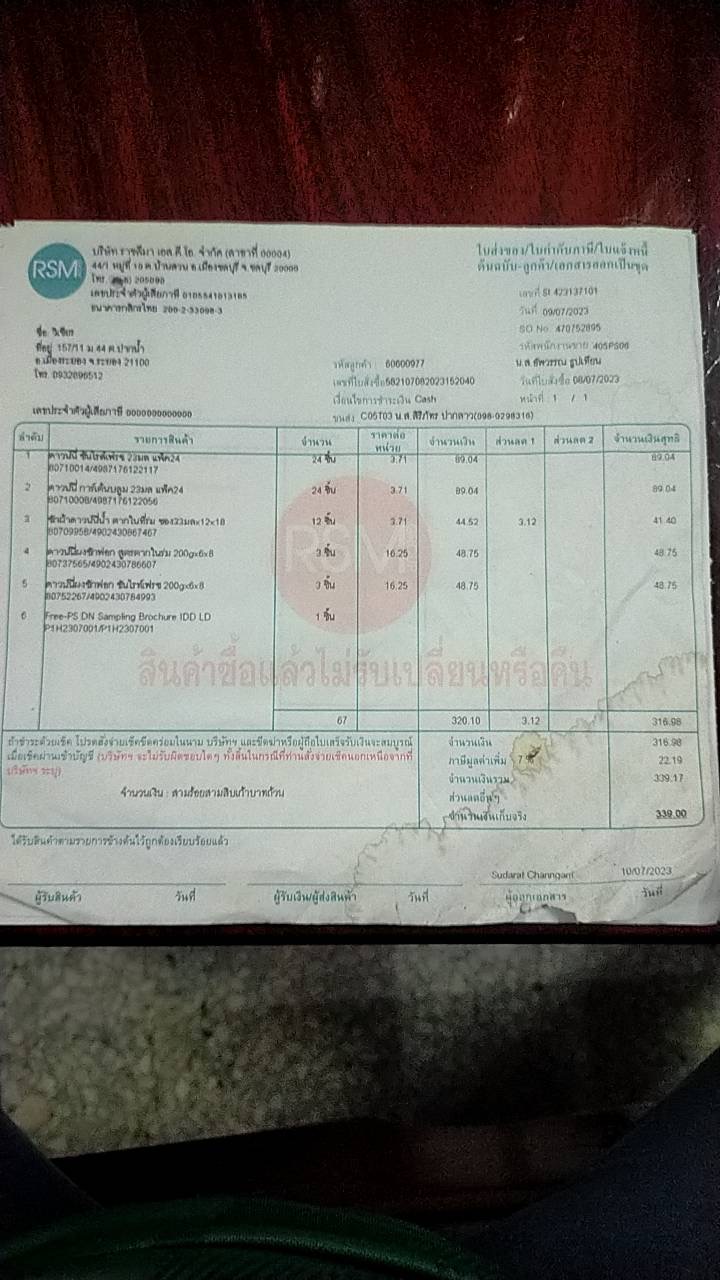 RSM
บริษัท ราชสีมา เอส.ดี.โอ. จำกัด (สาขาที่ 00004)
44/1 หมู่ที่ 10 ต.บ้านสวน อ.เมืองชลบุรี จ.ชลบุรี 20000
โทร. 205090
เลขประจำตัวผู้เสียภาษี
ธนาคารกสิกรไทย 200-2-33098-3
ใบส่งของ/ใบกำกับภาษี/ใบแจ้งหนี้
ต้นฉบับ-ลูกค้า/เอกสารออกเป็นชุด
เลขที่ SI 423137101
วันที่ 09/07/2023
SO No. 470752895
รหัสพนักงานขาย 405PS06
ชื่อ วิเชียร
ที่อยู่ 157/11 ม.44 ต.ปากน้ำ
อ.เมืองระยอง จ.ระยอง 21100
โทร. 0932896512
รหัสลูกค้า 60600977
น.ส.
เลขที่ใบสั่งซื้อ582107082023152040
วันที่ใบสั่งซื้อ 08/07/2023
เงื่อนไขการชำระเงิน Cash
หน้าที่ 1 / 1
เลขประจำตัวผู้เสียภาษี 0000000000000
ขนส่ง C05T03 น.ส. ปากลาว(098-0298316)
ลำดับ รายการสินค้า จำนวน ราคาต่อหน่วย จำนวนเงิน ส่วนลด 1 ส่วนลด 2 จำนวนเงินสุทธิ
1 ดาวน์นี่ ซันไรซ์เฟรช 23มล แพ็ค24 24 ชิ้น 3.71 89.04 89.04
80710014/4987176122117
2 ดาวน์นี่ การ์เด้นบลูม 23มล แพ็ค24 24 ชิ้น 3.71 89.04 89.04
80710008/4987176122056
3 ซักผ้าดาวน์นี่น้ำ ตากในที่ร่ม ซอง23มลx12x18 12 ชิ้น 3.71 44.52 3.12 41.40
80709958/4902430867467
4 ดาวน์นี่ผงซักฟอก สูตรตากในร่ม 200gx6x8 3 ชิ้น 16.25 48.75 48.75
80737565/4902430786607
5 ดาวน์นี่ผงซักฟอก ซันไรซ์เฟรช 200gx6x8 3 ชิ้น 16.25 48.75 48.75
80752267/4902430784993
6 Free-PS DN Sampling Brochure IDD LD 1 ชิ้น
P1H2307001/P1H2307001
RSM
สินค้าซื้อแล้วไม่รับเปลี่ยนหรือคืน
67 320.10 3.12 316.98
ถ้าชำระด้วยเช็ค โปรดสั่งจ่ายเช็คขีดคร่อมในนาม บริษัทฯ และขีดฆ่าหรือผู้ถือใบเสร็จรับเงินจะสมบูรณ์
เมื่อเช็คผ่านเข้าบัญชี (บริษัทฯ จะไม่รับผิดชอบใดๆ ทั้งสิ้นในกรณีที่ท่านสั่งจ่ายเช็คนอกเหนือจากที่
บริษัทฯ ระบุ)
จำนวนเงิน : สามร้อยสามสิบเก้าบาทถ้วน
จำนวนเงิน 316.98
ภาษีมูลค่าเพิ่ม 7 % 22.19
จำนวนเงินรวม 339.17
ส่วนลดอื่นๆ
จำนวนเงินเก็บจริง 339.00
ได้รับสินค้าตามรายการข้างต้นไว้ถูกต้องเรียบร้อยแล้ว
Sudarat Channgant 10/07/2023
ผู้รับสินค้า วันที่ ผู้รับเงิน/ผู้ส่งสินค้า วันที่ ผู้ออกเอกสาร วันที่